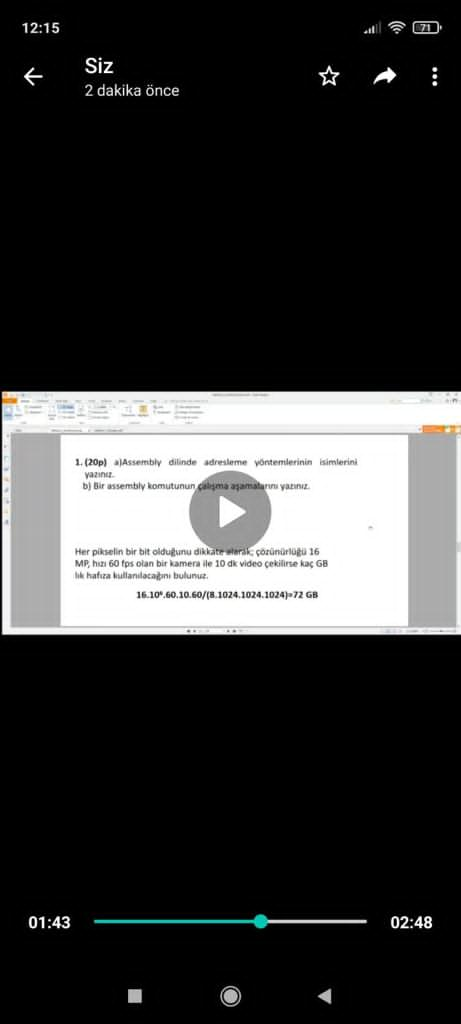 12:15
71
Siz
2 dakika önce
1. (20p) a)Assembly dilinde adresleme yöntemlerinin isimlerini
yazınız.
b) Bir assembly komutunun çalışma aşamalarını yazınız.
Her pikselin bir bit olduğunu dikkate alarak; çözünürlüğü 16
MP, hızı 60 fps olan bir kamera ile 10 dk video çekilirse kaç GB
lık hafıza kullanılacağını bulunuz.
16.10⁶.60.10.60/(8.1024.1024.1024)=72 GB
01:43
02:48